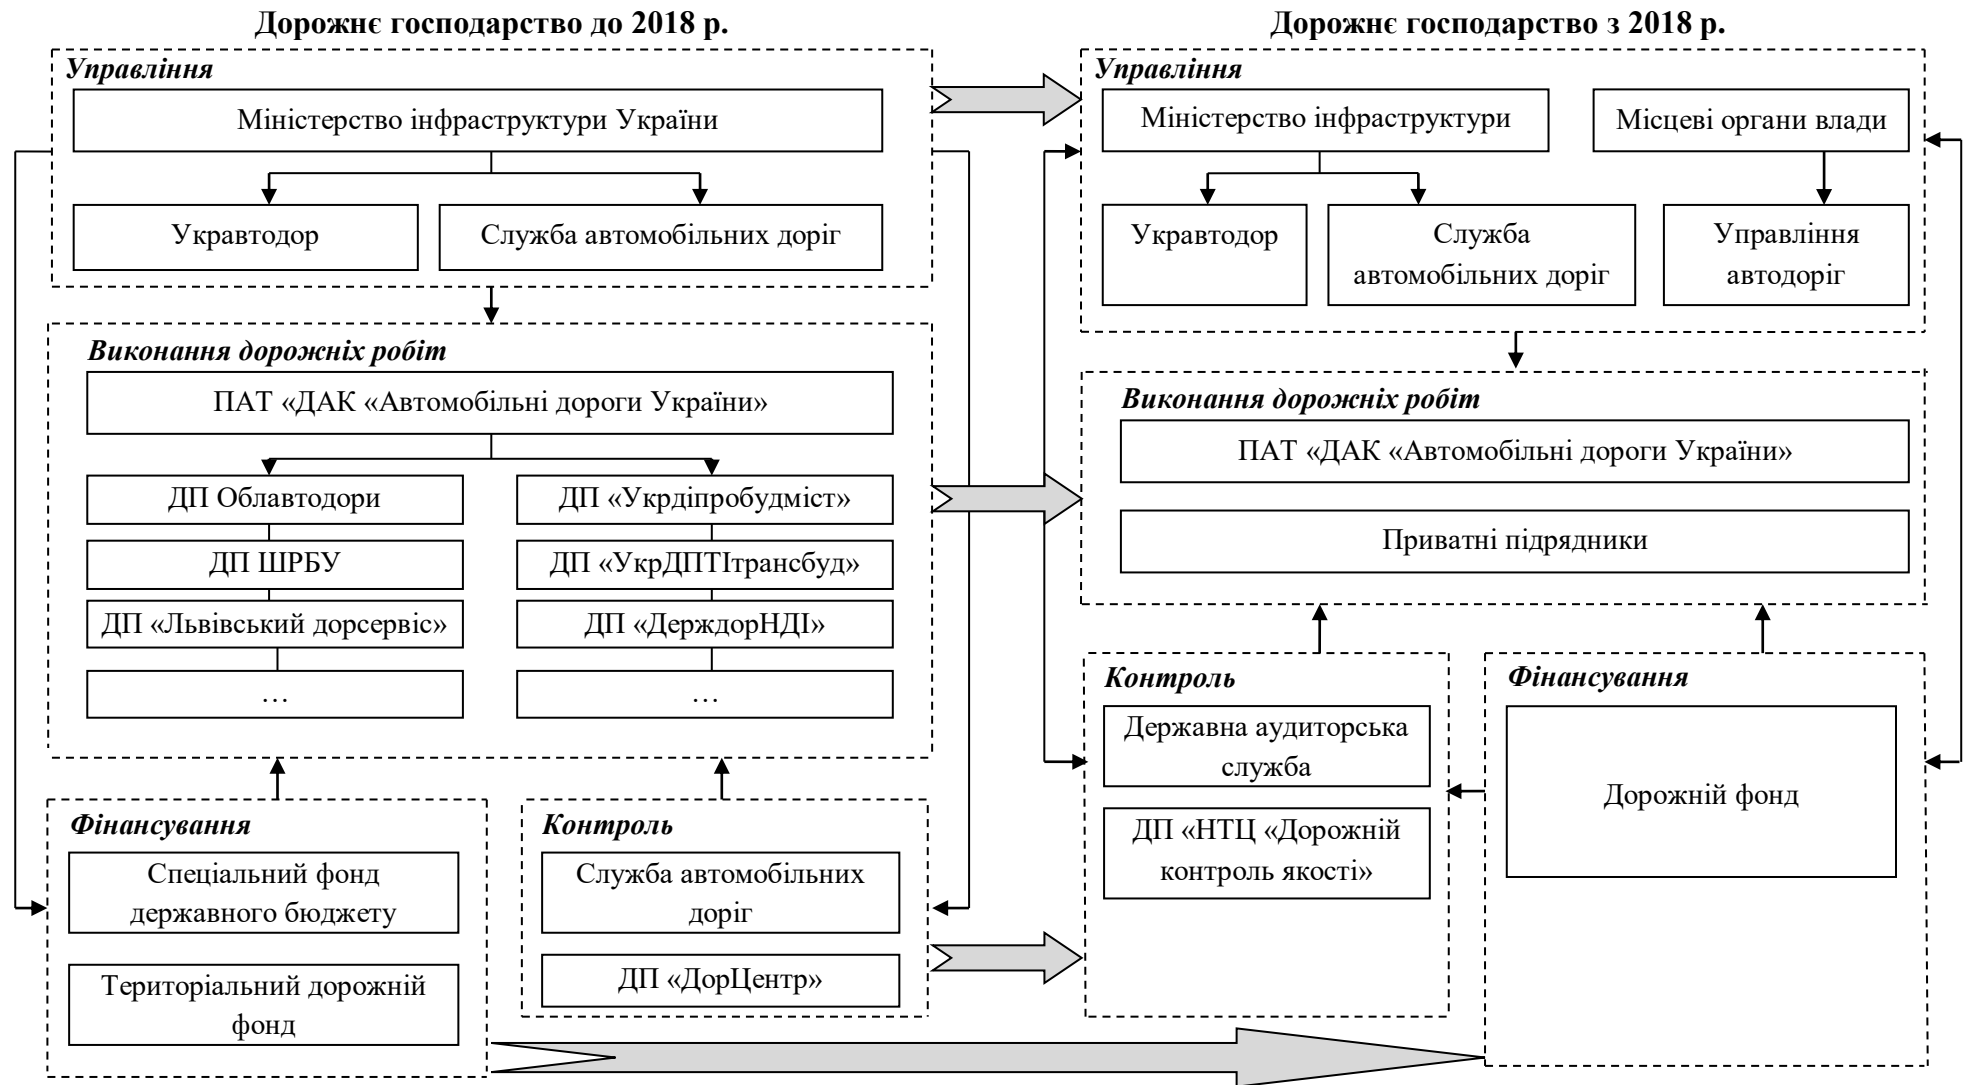 Дорожнє господарство до 2018 р.
Управління
Міністерство інфраструктури України
Укравтодор
Служба автомобільних доріг
Виконання дорожніх робіт
ПАТ «ДАК «Автомобільні дороги України»
ДП Облавтодори
ДП «Укрдіпробудміст»
ДП ШРБУ
ДП «УкрДПТІтрансбуд»
ДП «Львівський дорсервіс»
ДП «ДерждорНДІ»
…
…
Фінансування
Спеціальний фонд
державного бюджету
Територіальний дорожній
фонд
Контроль
Служба автомобільних
доріг
ДП «ДорЦентр»
Дорожнє господарство з 2018 р.
Управління
Міністерство інфраструктури
Місцеві органи влади
Укравтодор
Служба
автомобільних доріг
Управління
автодоріг
Виконання дорожніх робіт
ПАТ «ДАК «Автомобільні дороги України»
Приватні підрядники
Контроль
Державна аудиторська
служба
ДП «НТЦ «Дорожній
контроль якості»
Фінансування
Дорожній фонд